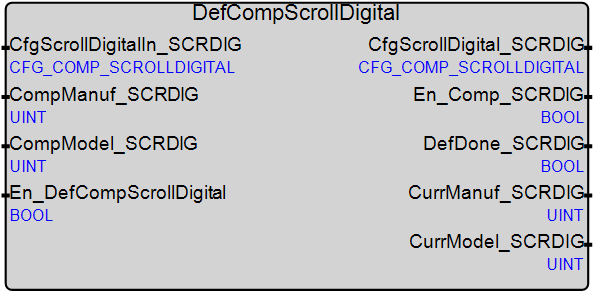 DefCompScrollDigital
CfgScrollDigitalIn_SCRDIG CfgScrollDigital_SCRDIG
CFG_COMP_SCROLLDIGITAL CFG_COMP_SCROLLDIGITAL
CompManuf_SCRDIG En_Comp_SCRDIG
UINT BOOL
CompModel_SCRDIG DefDone_SCRDIG
UINT BOOL
En_DefCompScrollDigital CurrManuf_SCRDIG
BOOL UINT
CurrModel_SCRDIG
UINT